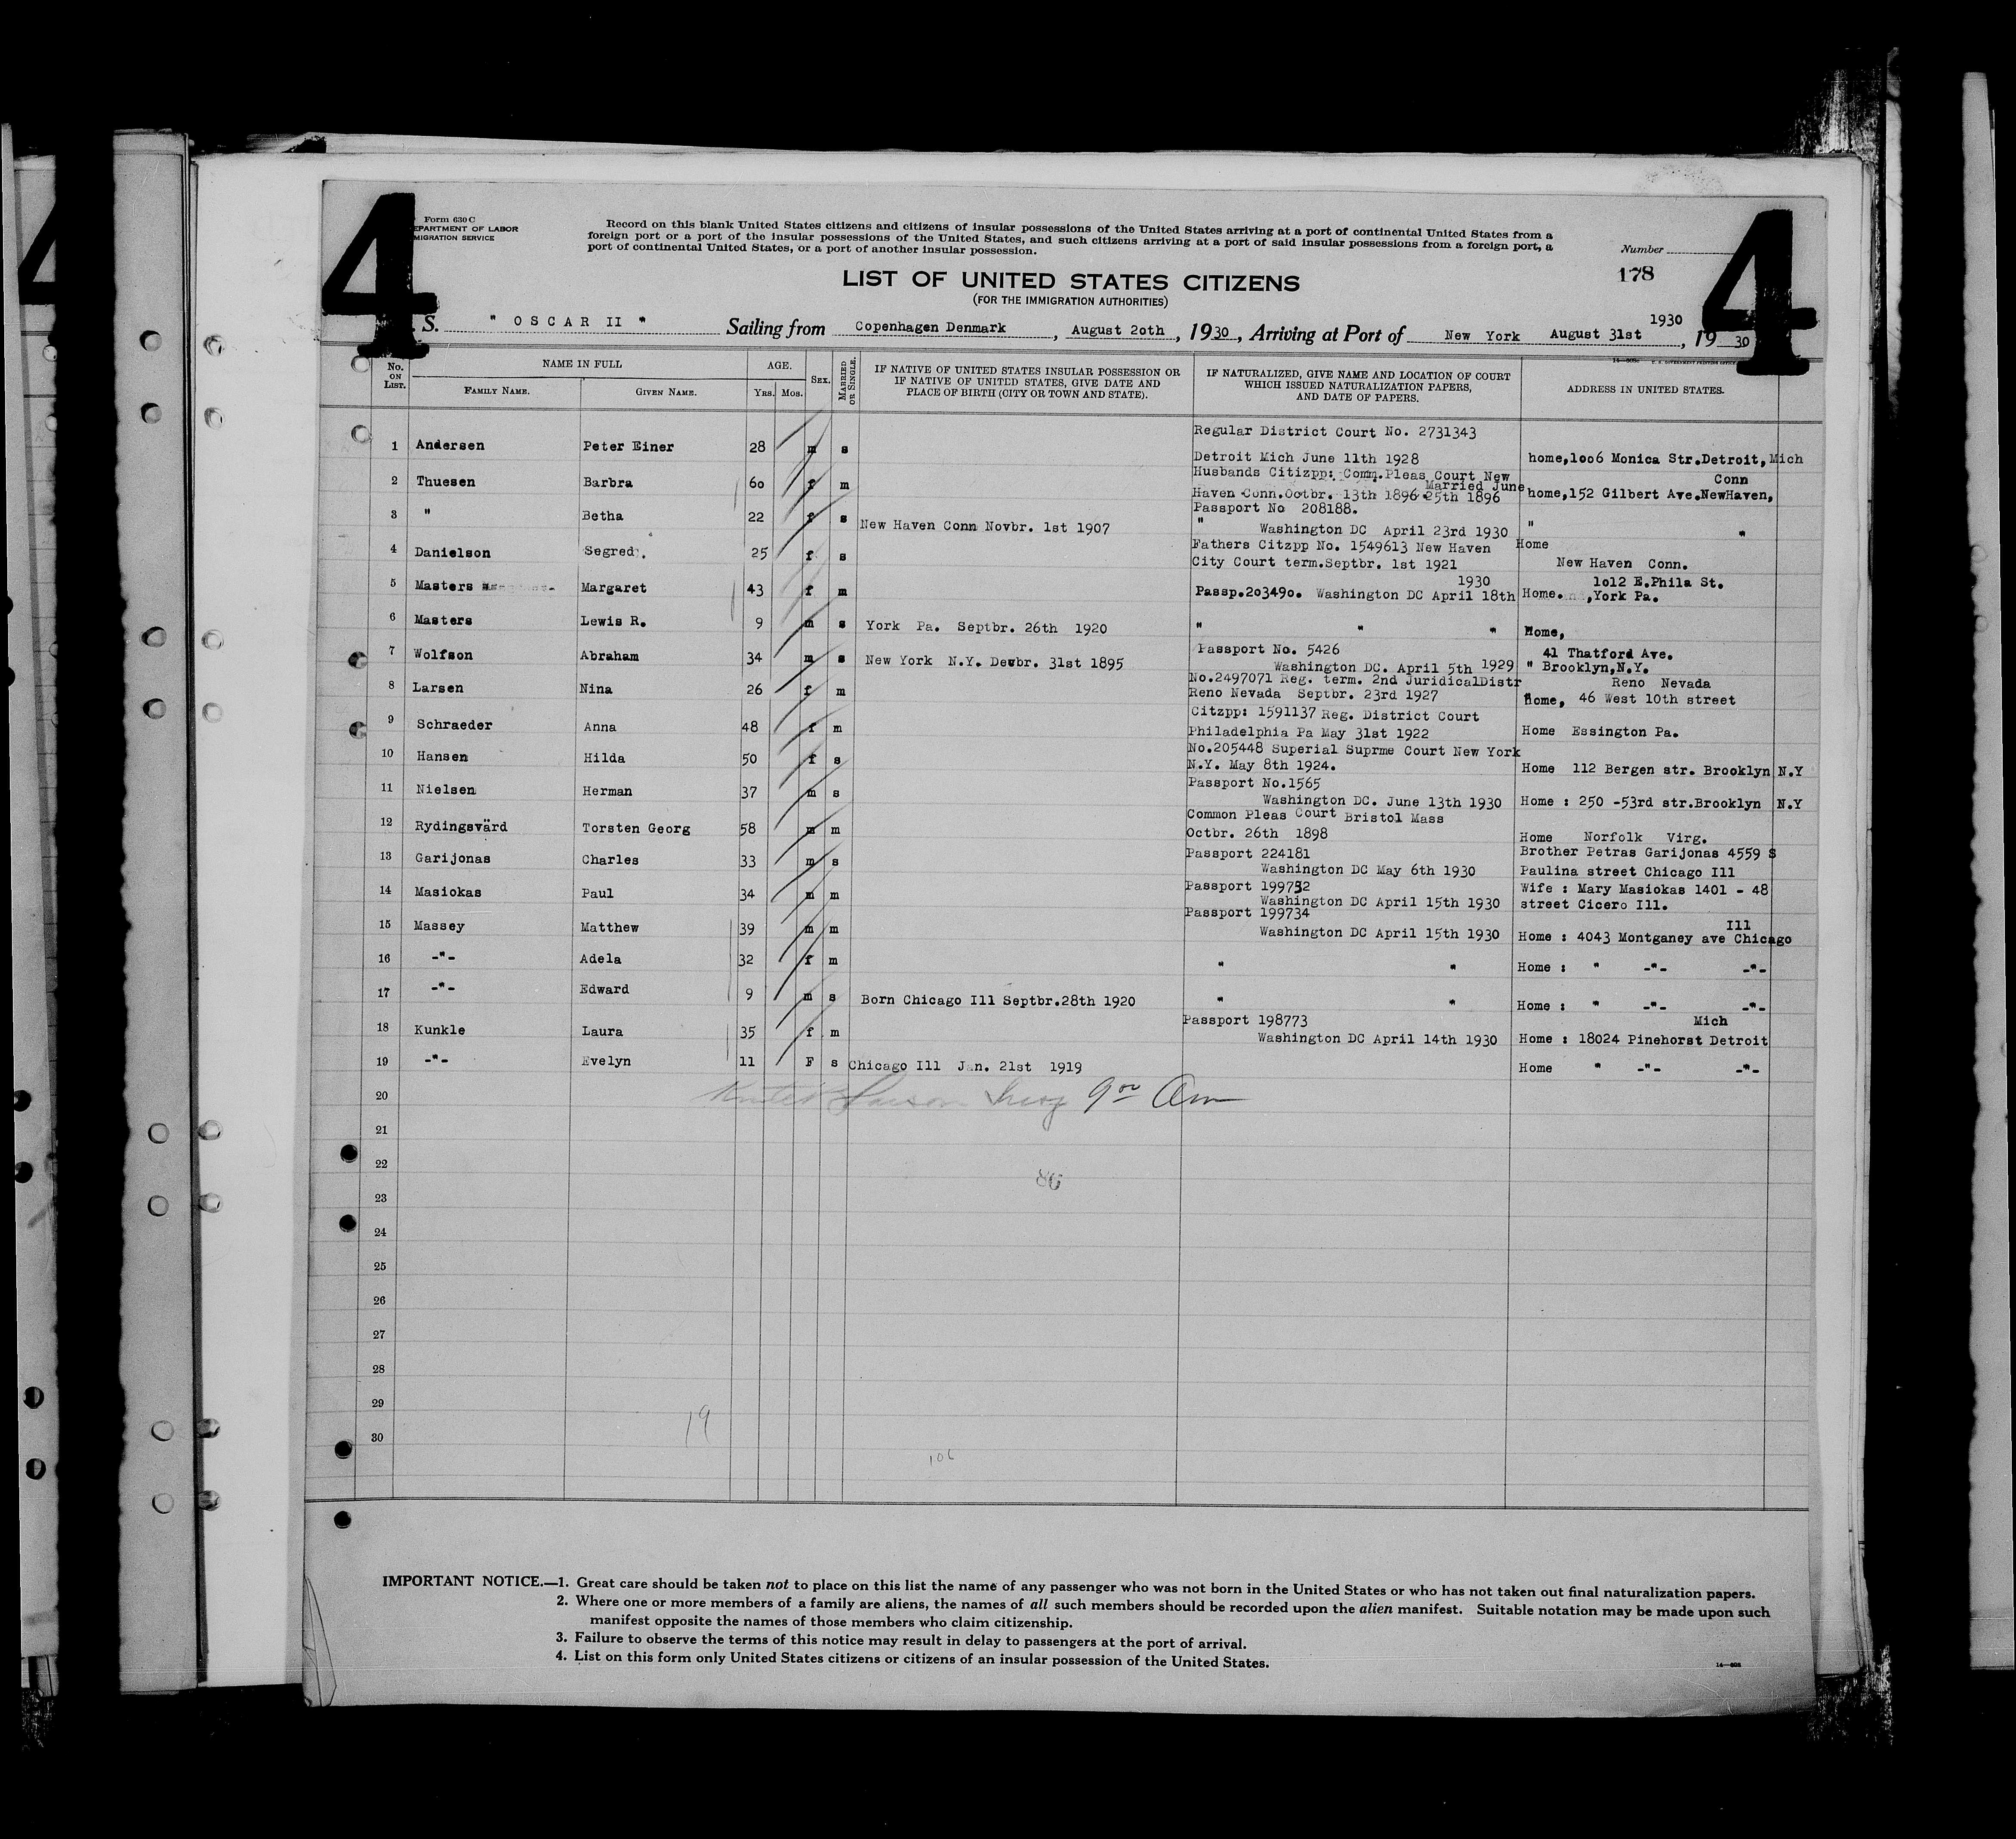 4
4
Form 630 C
EPARTMENT OF LABOR
MIGRATION SERVICE
Record on this blank United States citizens and citizens of insular possessions of the United States arriving at a port of continental United States from a
foreign port or a port of the insular possessions of the United States, and such citizens arriving at a port of said insular possessions from a foreign port, a
port of continental United States, or a port of another insular possession.
Number
178
LIST OF UNITED STATES CITIZENS
(FOR THE IMMIGRATION AUTHORITIES)
S. " OSCAR II " Sailing from Copenhagen Denmark, August 2oth, 1930, Arriving at Port of New York August 31st 1930, 19 30
No. ON LIST.
NAME IN FULL
FAMILY NAME. GIVEN NAME.
AGE.
YRS. MOS.
SEX.
MARRIED OR SINGLE.
IF NATIVE OF UNITED STATES INSULAR POSSESSION OR
IF NATIVE OF UNITED STATES, GIVE DATE AND
PLACE OF BIRTH (CITY OR TOWN AND STATE).
IF NATURALIZED, GIVE NAME AND LOCATION OF COURT
WHICH ISSUED NATURALIZATION PAPERS,
AND DATE OF PAPERS.
ADDRESS IN UNITED STATES.
1 Andersen Peter Einer 28 m s Regular District Court No. 2731343
Detroit Mich June 11th 1928 home,1oo6 Monica Str.Detroit,Mich
2 Thuesen Barbra 6o f m Husbands Citizpp: Comm.Pleas Court New
Haven Conn.Octbr. 13th 1896 Married June 25th 1896 home,152 Gilbert Ave.NewHaven, Conn
3 " Betha 22 f s New Haven Conn Novbr. 1st 1907 Passport No 208188.
" Washington DC April 23rd 1930 " "
4 Danielson Segred. 25 f s Fathers Citzpp No. 1549613 New Haven Home
City Court term.Septbr. 1st 1921 New Haven Conn.
5 Masters Margaret 43 f m 1930 1o12 E.Phila St.
Passp.2o349o. Washington DC April 18th Home. ,York Pa.
6 Masters Lewis R. 9 m s York Pa. Septbr. 26th 1920 " " " Home,
7 Wolfson Abraham 34 m s New York N.Y. Decbr. 31st 1895 Passport No. 5426 41 Thatford Ave.
Washington DC. April 5th 1929 " Brooklyn,N.Y.
8 Larsen Nina 26 f m No.2497071 Reg. term. 2nd JuridicalDistr Reno Nevada
Reno Nevada Septbr. 23rd 1927 Home, 46 West 10th street
9 Schraeder Anna 48 f m Citzpp: 1591137 Reg. District Court
Philadelphia Pa May 31st 1922 Home Essington Pa.
10 Hansen Hilda 50 f s No.205448 Superial Suprme Court New York
N.Y. May 8th 1924. Home 112 Bergen str. Brooklyn N.Y
11 Nielsen Herman 37 m s Passport No.1565
Washington DC. June 13th 1930 Home : 250 -53rd str.Brooklyn N.Y
12 Rydingsvärd Torsten Georg 58 m m Common Pleas Court Bristol Mass
Octbr. 26th 1898 Home Norfolk Virg.
13 Garijonas Charles 33 m s Passport 224181 Brother Petras Garijonas 4559 S
Washington DC May 6th 1930 Paulina street Chicago Ill
14 Masiokas Paul 34 m m Passport 199732 Wife : Mary Masiokas 1401 - 48
Washington DC April 15th 1930 street Cicero Ill.
15 Massey Matthew 39 m m Passport 199734 Ill
Washington DC April 15th 1930 Home : 4043 Montganey ave Chicago
16 -"- Adela 32 f m " " Home : " -"- -"-
17 -"- Edward 9 m s Born Chicago Ill Septbr.28th 1920 " " Home : " -"- -"-
18 Kunkle Laura 35 f m Passport 198773 Mich
Washington DC April 14th 1930 Home : 18024 Pinehorst Detroit
19 -"- Evelyn 11 F s Chicago Ill Jan. 21st 1919 Home " -"- -"-
20 9 00 Am
21
22
86
23
24
25
26
27
28
29
19
30
106
IMPORTANT NOTICE.—1. Great care should be taken not to place on this list the name of any passenger who was not born in the United States or who has not taken out final naturalization papers.
2. Where one or more members of a family are aliens, the names of all such members should be recorded upon the alien manifest. Suitable notation may be made upon such
manifest opposite the names of those members who claim citizenship.
3. Failure to observe the terms of this notice may result in delay to passengers at the port of arrival.
4. List on this form only United States citizens or citizens of an insular possession of the United States.